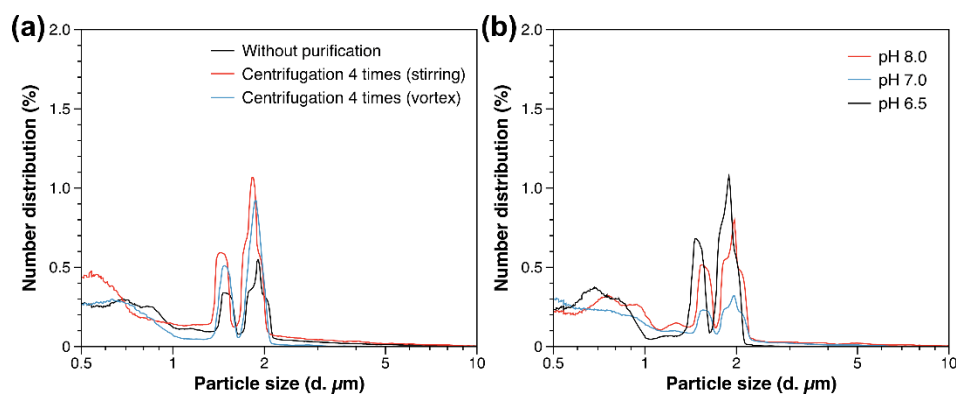 (a)
2.0
1.5
1.0
0.5
0
Number distribution (%)
Without purification
Centrifugation 4 times (stirring)
Centrifugation 4 times (vortex)
0.5 1 2 5 10
Particle size (d. µm)
(b)
2.0
1.5
1.0
0.5
0
Number distribution (%)
pH 8.0
pH 7.0
pH 6.5
0.5 1 2 5 10
Particle size (d. µm)